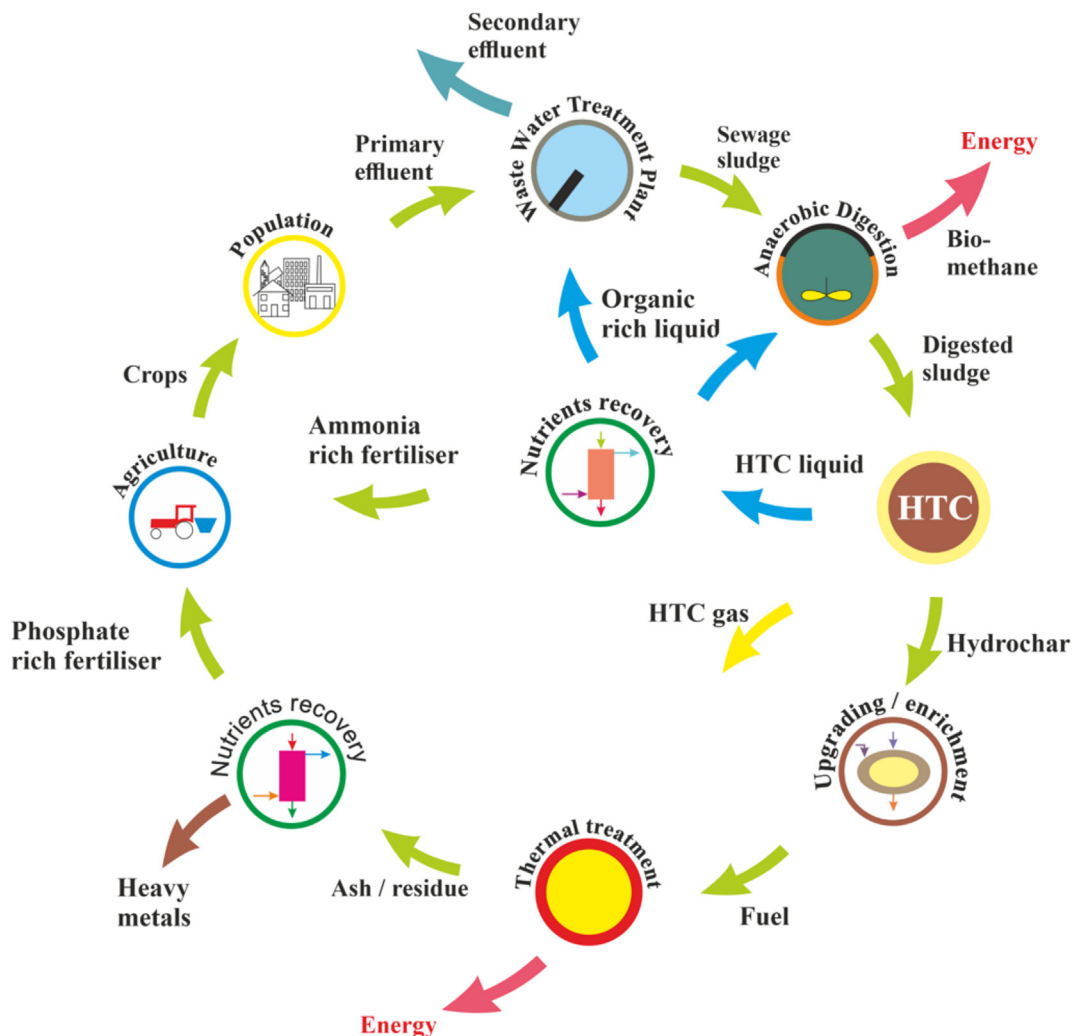 Secondary
effluent
Waste Water Treatment Plant
Primary
effluent
Sewage
sludge
Energy
Population
Anaerobic Digestion
Bio-
methane
Organic
rich liquid
Crops
Digested
sludge
Nutrients recovery
Ammonia
rich fertiliser
HTC liquid
Agriculture
HTC
HTC gas
Phosphate
rich fertiliser
Hydrochar
Nutrients recovery
Upgrading / enrichment
Thermal treatment
Heavy
metals
Ash / residue
Fuel
Energy